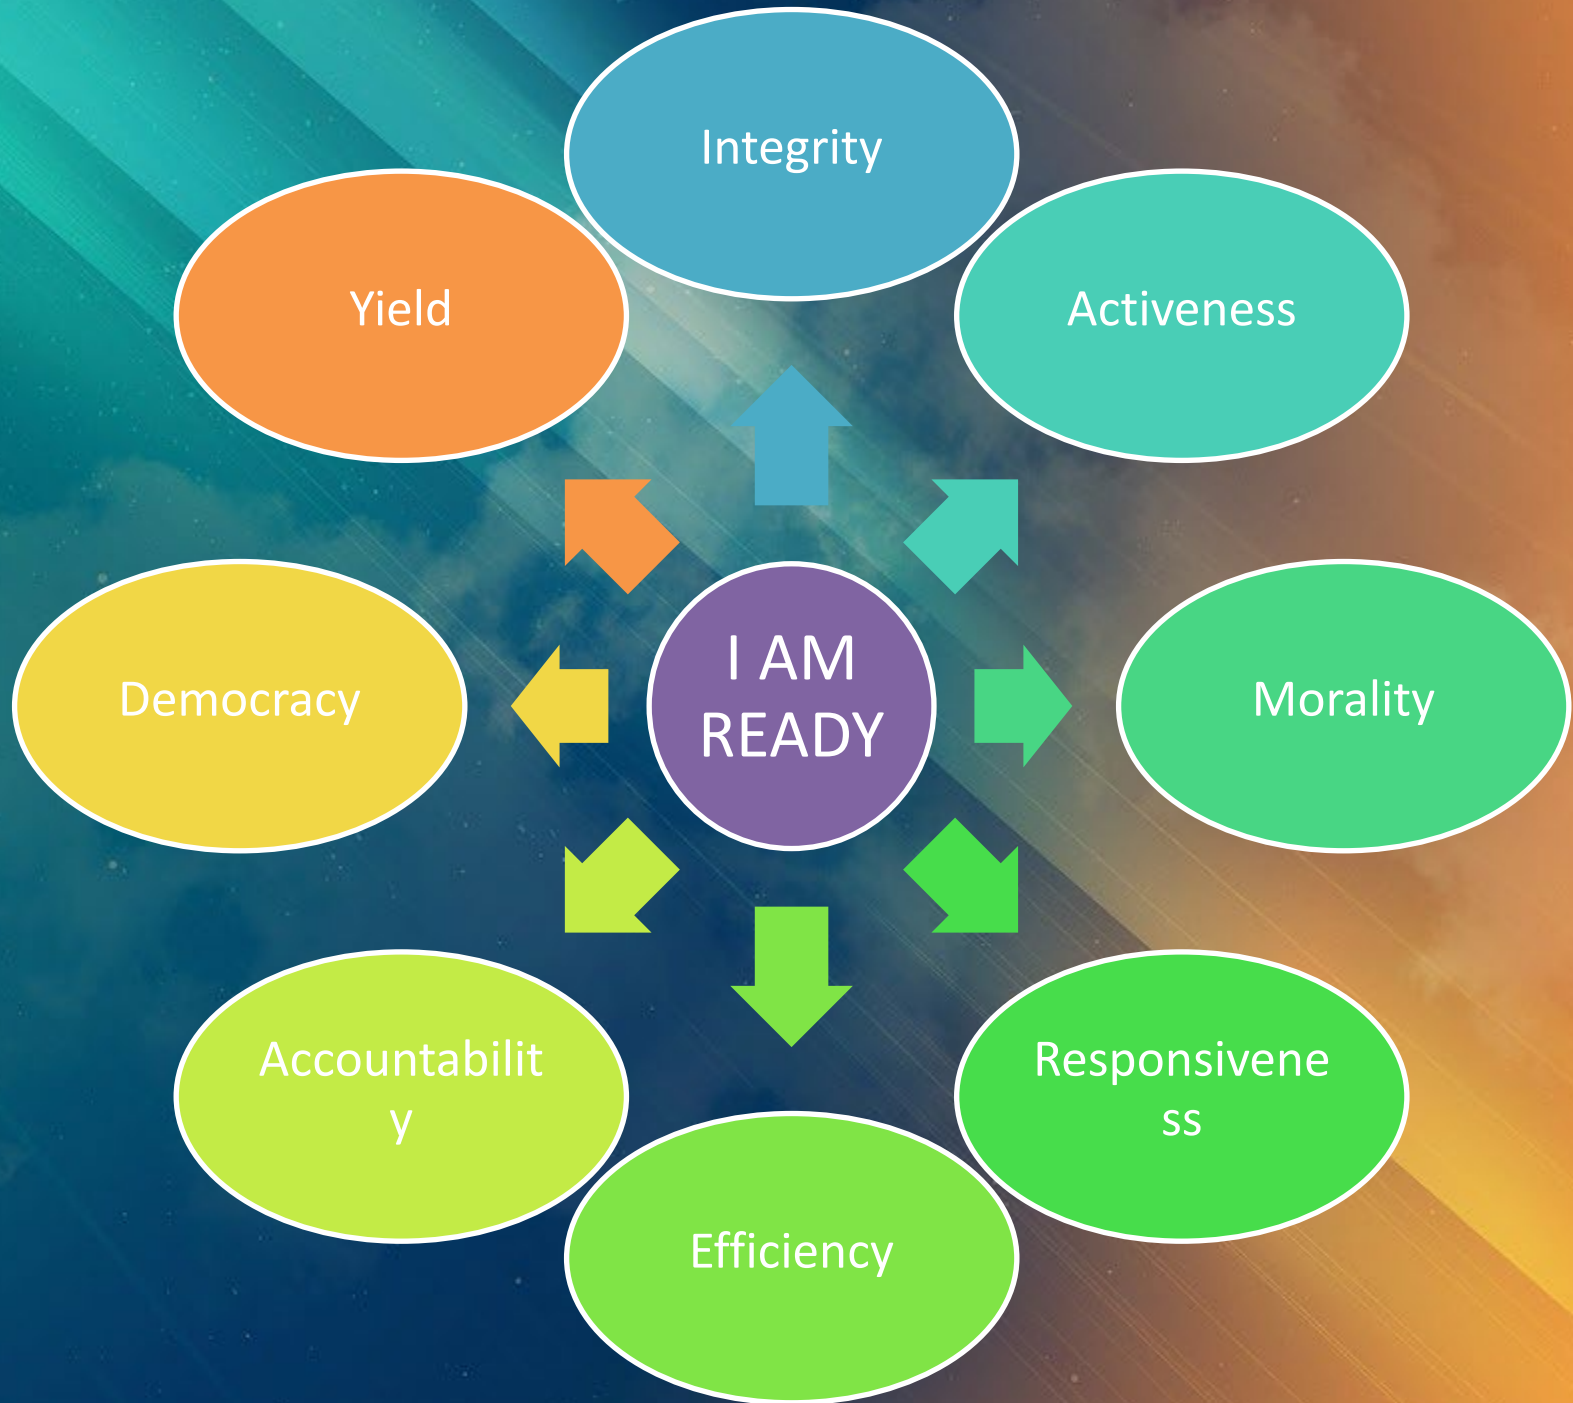 Integrity
Activeness
Morality
Responsivene
ss
Efficiency
Accountabilit
y
Democracy
Yield
I AM
READY